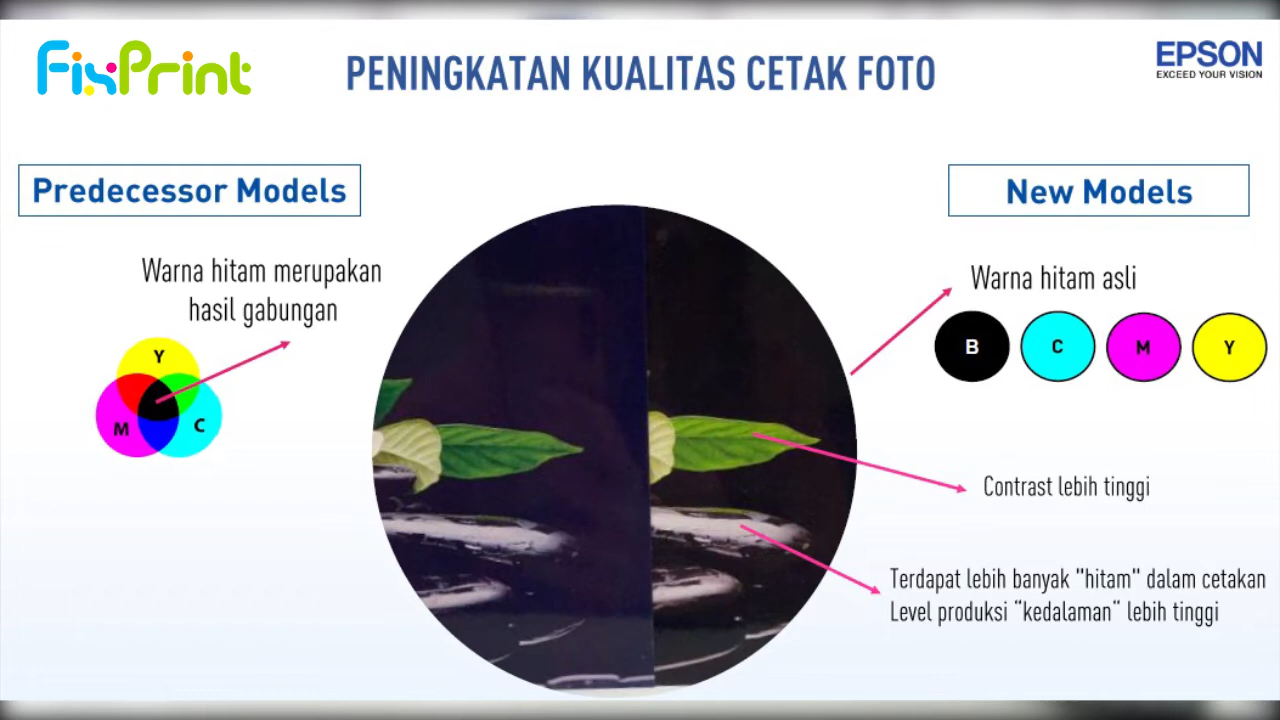 FixPrint
PENINGKATAN KUALITAS CETAK FOTO
EPSON
EXCEED YOUR VISION
Predecessor Models
New Models
Warna hitam merupakan
hasil gabungan
Y
M
C
Warna hitam asli
B
C
M
Y
Contrast lebih tinggi
Terdapat lebih banyak "hitam" dalam cetakan
Level produksi "kedalaman" lebih tinggi